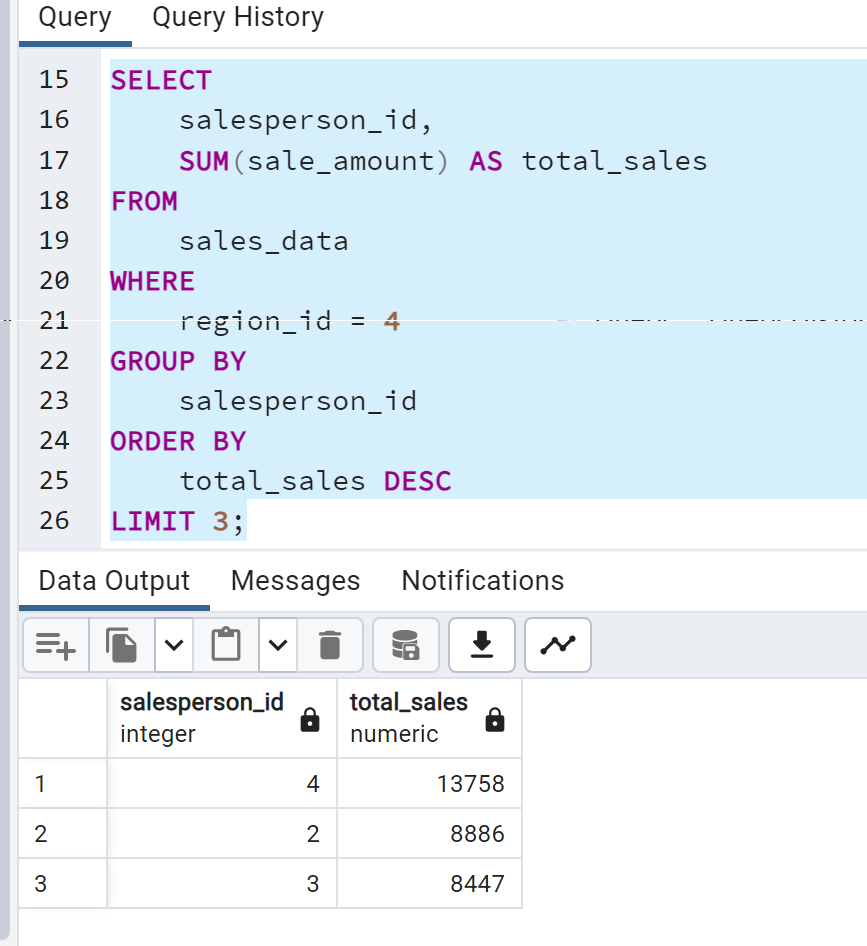 Query Query History
15 SELECT
16 salesperson_id,
17 SUM(sale_amount) AS total_sales
18 FROM
19 sales_data
20 WHERE
21 region_id = 4
22 GROUP BY
23 salesperson_id
24 ORDER BY
25 total_sales DESC
26 LIMIT 3;
Data Output Messages Notifications
salesperson_id total_sales
integer numeric
1 4 13758
2 2 8886
3 3 8447